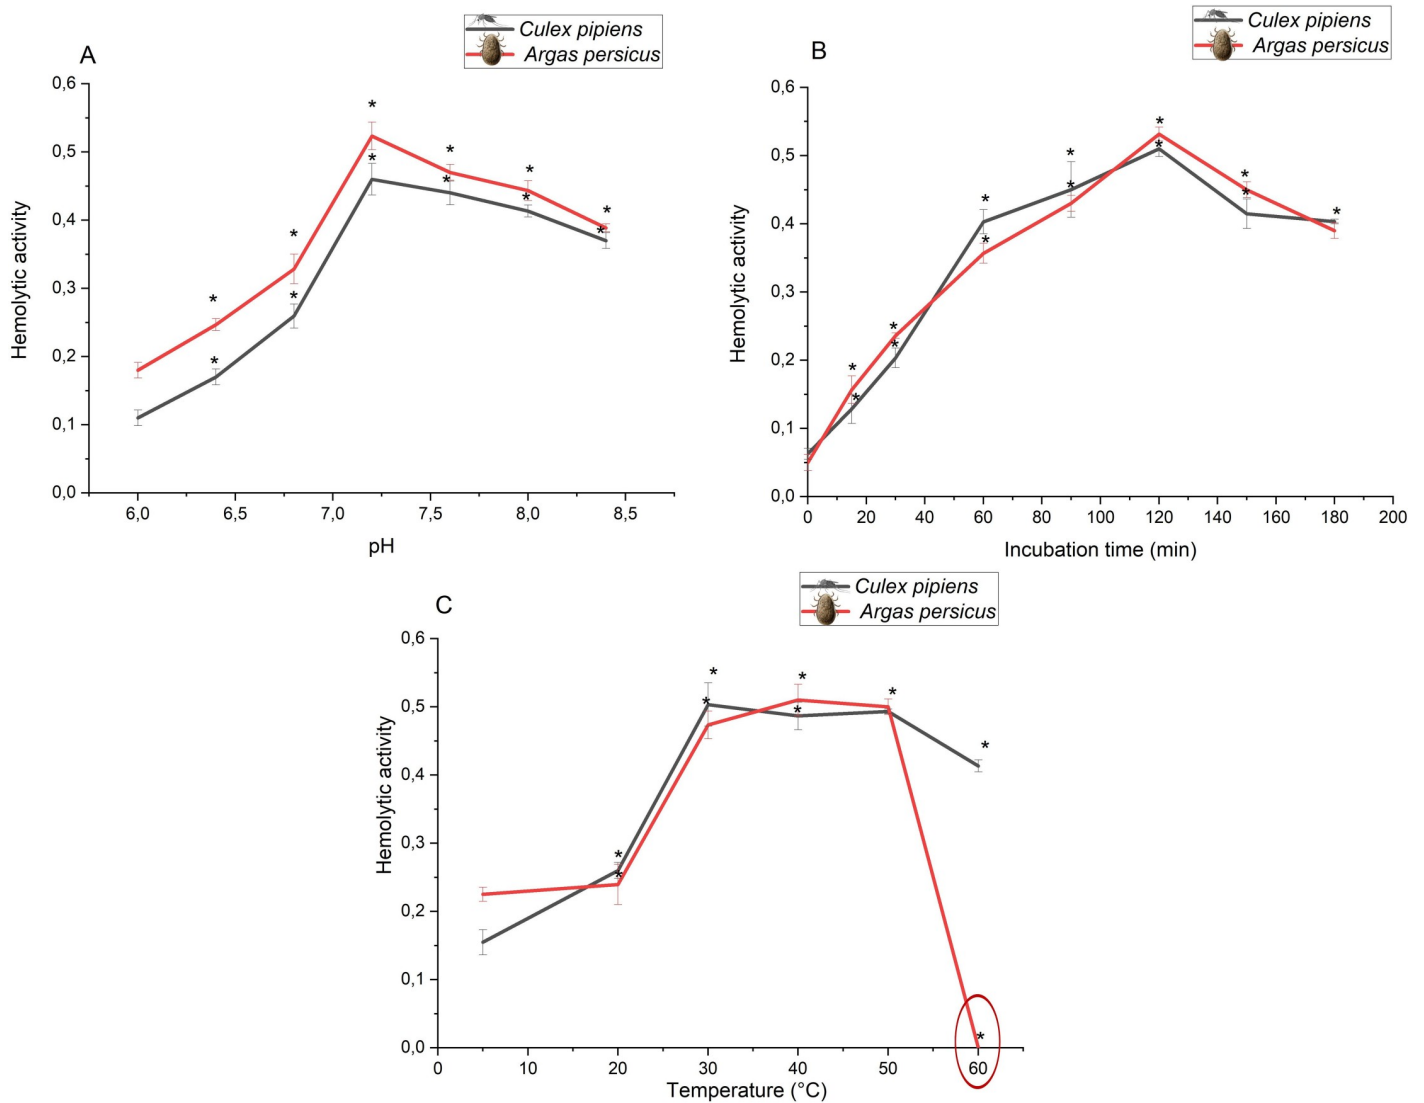 A
Culex pipiens
Argas persicus
0,6
0,5
0,4
0,3
0,2
0,1
0,0
Hemolytic activity
* * * * * *
* * * * * *
6,0 6,5 7,0 7,5 8,0 8,5
pH
B
Culex pipiens
Argas persicus
0,6
0,5
0,4
0,3
0,2
0,1
0,0
Hemolytic activity
* * * * * * *
* * * * * *
0 20 40 60 80 100 120 140 160 180 200
Incubation time (min)
C
Culex pipiens
Argas persicus
0,6
0,5
0,4
0,3
0,2
0,1
0,0
Hemolytic activity
* * * * *
* * * *
0 10 20 30 40 50 60
Temperature (°C)